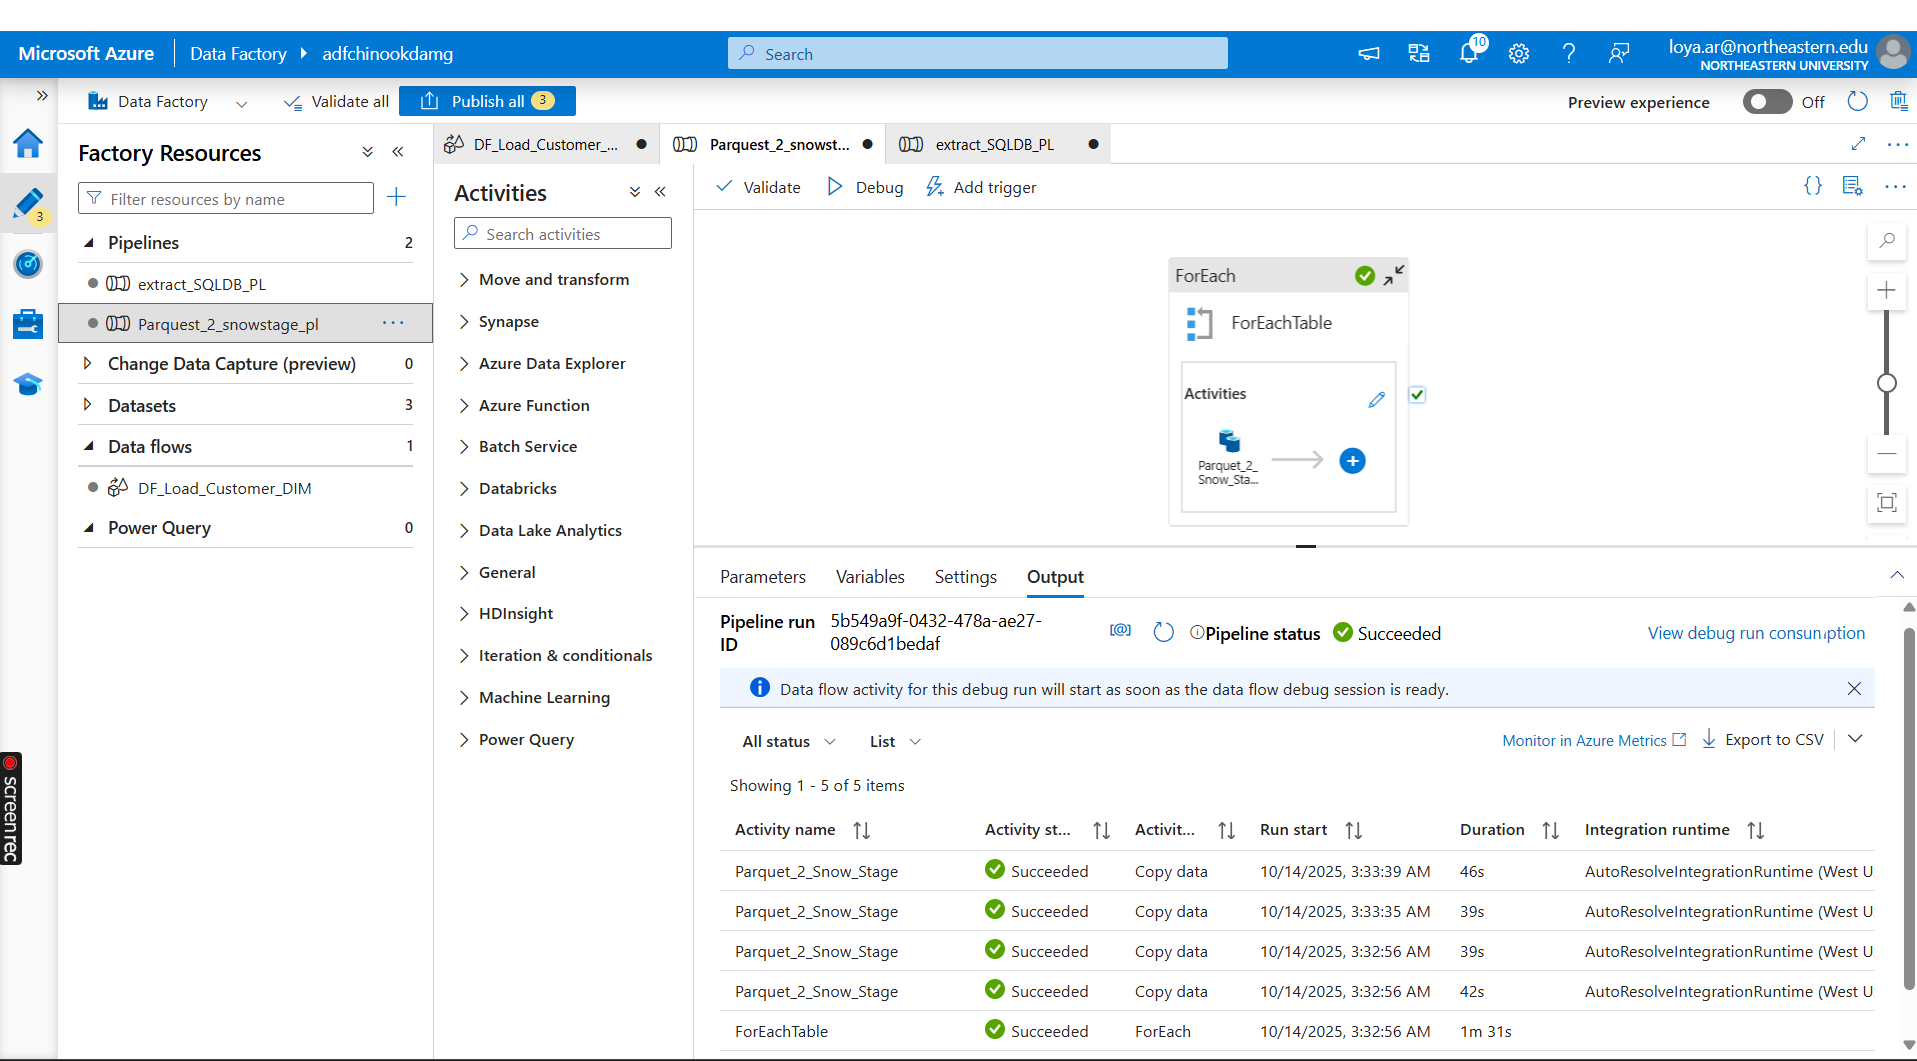 Microsoft Azure Data Factory adfchinookdamg Search 10 loya.ar@northeastern.edu
NORTHEASTERN UNIVERSITY
Data Factory Validate all Publish all 3 Preview experience Off
Factory Resources
Filter resources by name
3
Pipelines 2
extract_SQLDB_PL
Parquest_2_snowstage_pl ...
Change Data Capture (preview) 0
Datasets 3
Data flows 1
DF_Load_Customer_DIM
Power Query 0
screenrec
DF_Load_Customer_... Parquest_2_snowst... extract_SQLDB_PL
Activities
Search activities
Move and transform
Synapse
Azure Data Explorer
Azure Function
Batch Service
Databricks
Data Lake Analytics
General
HDInsight
Iteration & conditionals
Machine Learning
Power Query
Validate Debug Add trigger
ForEach
ForEachTable
Activities
Parquet_2_
Snow_Sta...
Parameters Variables Settings Output
Pipeline run ID 5b549a9f-0432-478a-ae27-089c6d1bedaf Pipeline status Succeeded View debug run consumption
Data flow activity for this debug run will start as soon as the data flow debug session is ready.
All status List Monitor in Azure Metrics Export to CSV
Showing 1 - 5 of 5 items
Activity name Activity st... Activit... Run start Duration Integration runtime
Parquet_2_Snow_Stage Succeeded Copy data 10/14/2025, 3:33:39 AM 46s AutoResolveIntegrationRuntime (West U
Parquet_2_Snow_Stage Succeeded Copy data 10/14/2025, 3:33:35 AM 39s AutoResolveIntegrationRuntime (West U
Parquet_2_Snow_Stage Succeeded Copy data 10/14/2025, 3:32:56 AM 39s AutoResolveIntegrationRuntime (West U
Parquet_2_Snow_Stage Succeeded Copy data 10/14/2025, 3:32:56 AM 42s AutoResolveIntegrationRuntime (West U
ForEachTable Succeeded ForEach 10/14/2025, 3:32:56 AM 1m 31s